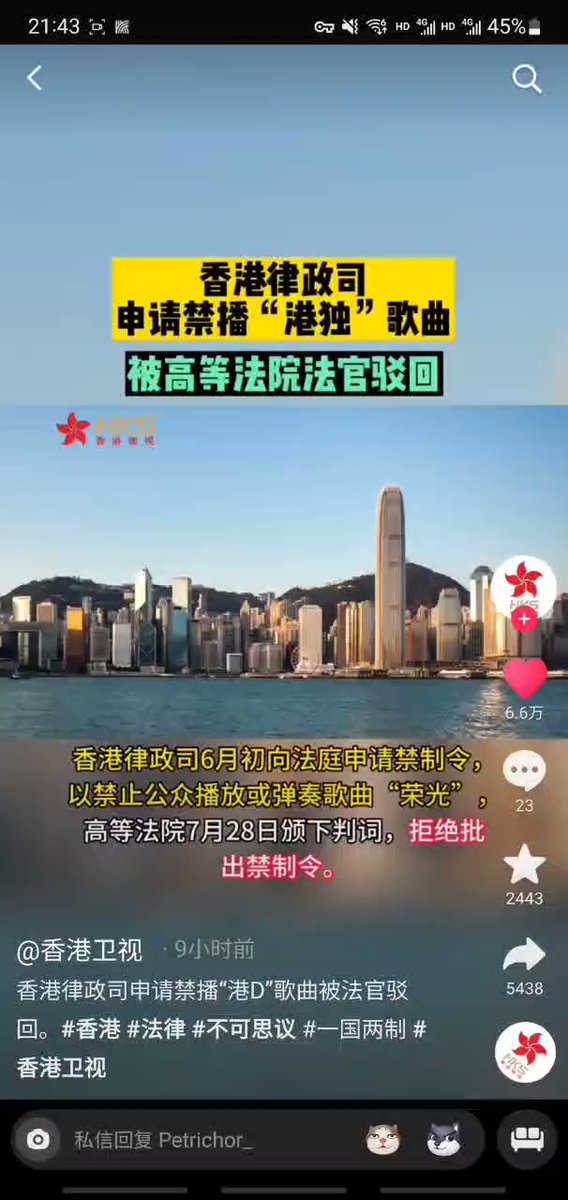 21:43
HD 4G HD 4G 45%
香港律政司
申请禁播“港独”歌曲
被高等法院法官驳回
HKS
香港衛視
香港律政司6月初向法庭申请禁制令，
以禁止公众播放或弹奏歌曲“荣光”，
高等法院7月28日颁下判词，拒绝批
出禁制令。
HKS
6.6万
23
2443
5438
@香港卫视 · 9小时前
香港律政司申请禁播“港D”歌曲被法官驳
回。#香港 #法律 #不可思议 #一国两制 #
香港卫视
HKS
私信回复 Petrichor_